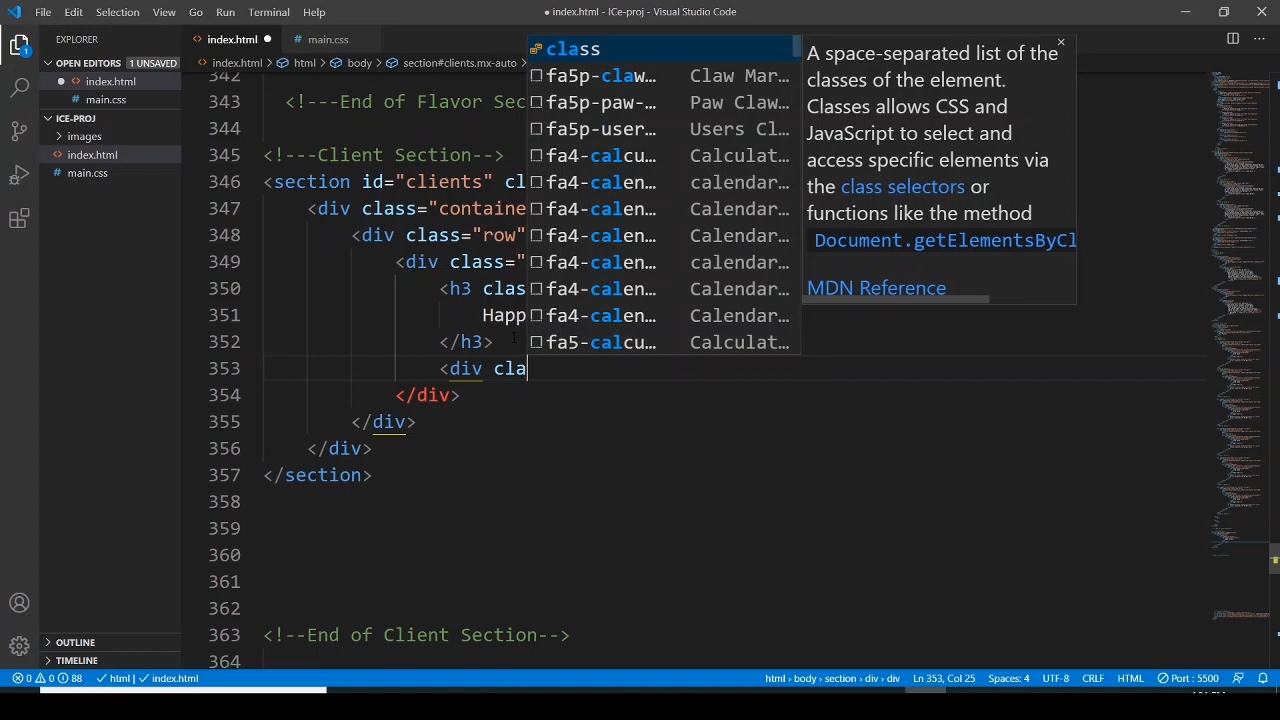 File Edit Selection View Go Run Terminal Help
● index.html - ICe-proj - Visual Studio Code
EXPLORER
OPEN EDITORS 1 UNSAVED
index.html
main.css
ICE-PROJ
images
index.html
main.css
OUTLINE
TIMELINE
1
index.html
main.css
index.html > html > body > section#clients.mx-auto >
342
343 <!---End of Flavor Sec
344
345 <!---Client Section-->
346 <section id="clients" cl
347 <div class="containe
348 <div class="row"
349 <div class="
350 <h3 clas
351 Happ
352 </h3>
353 <div cla
354 </div>
355 </div>
356 </div>
357 </section>
358
359
360
361
362
363 <!--End of Client Section-->
364
class
fa5p-claw… Claw Mar…
fa5p-paw-… Paw Claw…
fa5p-user… Users Cl…
fa4-calcu… Calculat…
fa4-calen… calendar…
fa4-calen… Calendar…
fa4-calen… Calendar…
fa4-calen… calendar…
fa4-calen… Calendar…
fa4-calen… Calendar…
fa5-calcu… Calculat…
A space-separated list of the
classes of the element.
Classes allows CSS and
JavaScript to select and
access specific elements via
the class selectors or
functions like the method
Document.getElementsByCl
MDN Reference
0 0 88 html | index.html
html > body > section > div > div Ln 353, Col 25 Spaces: 4 UTF-8 CRLF HTML Port : 5500